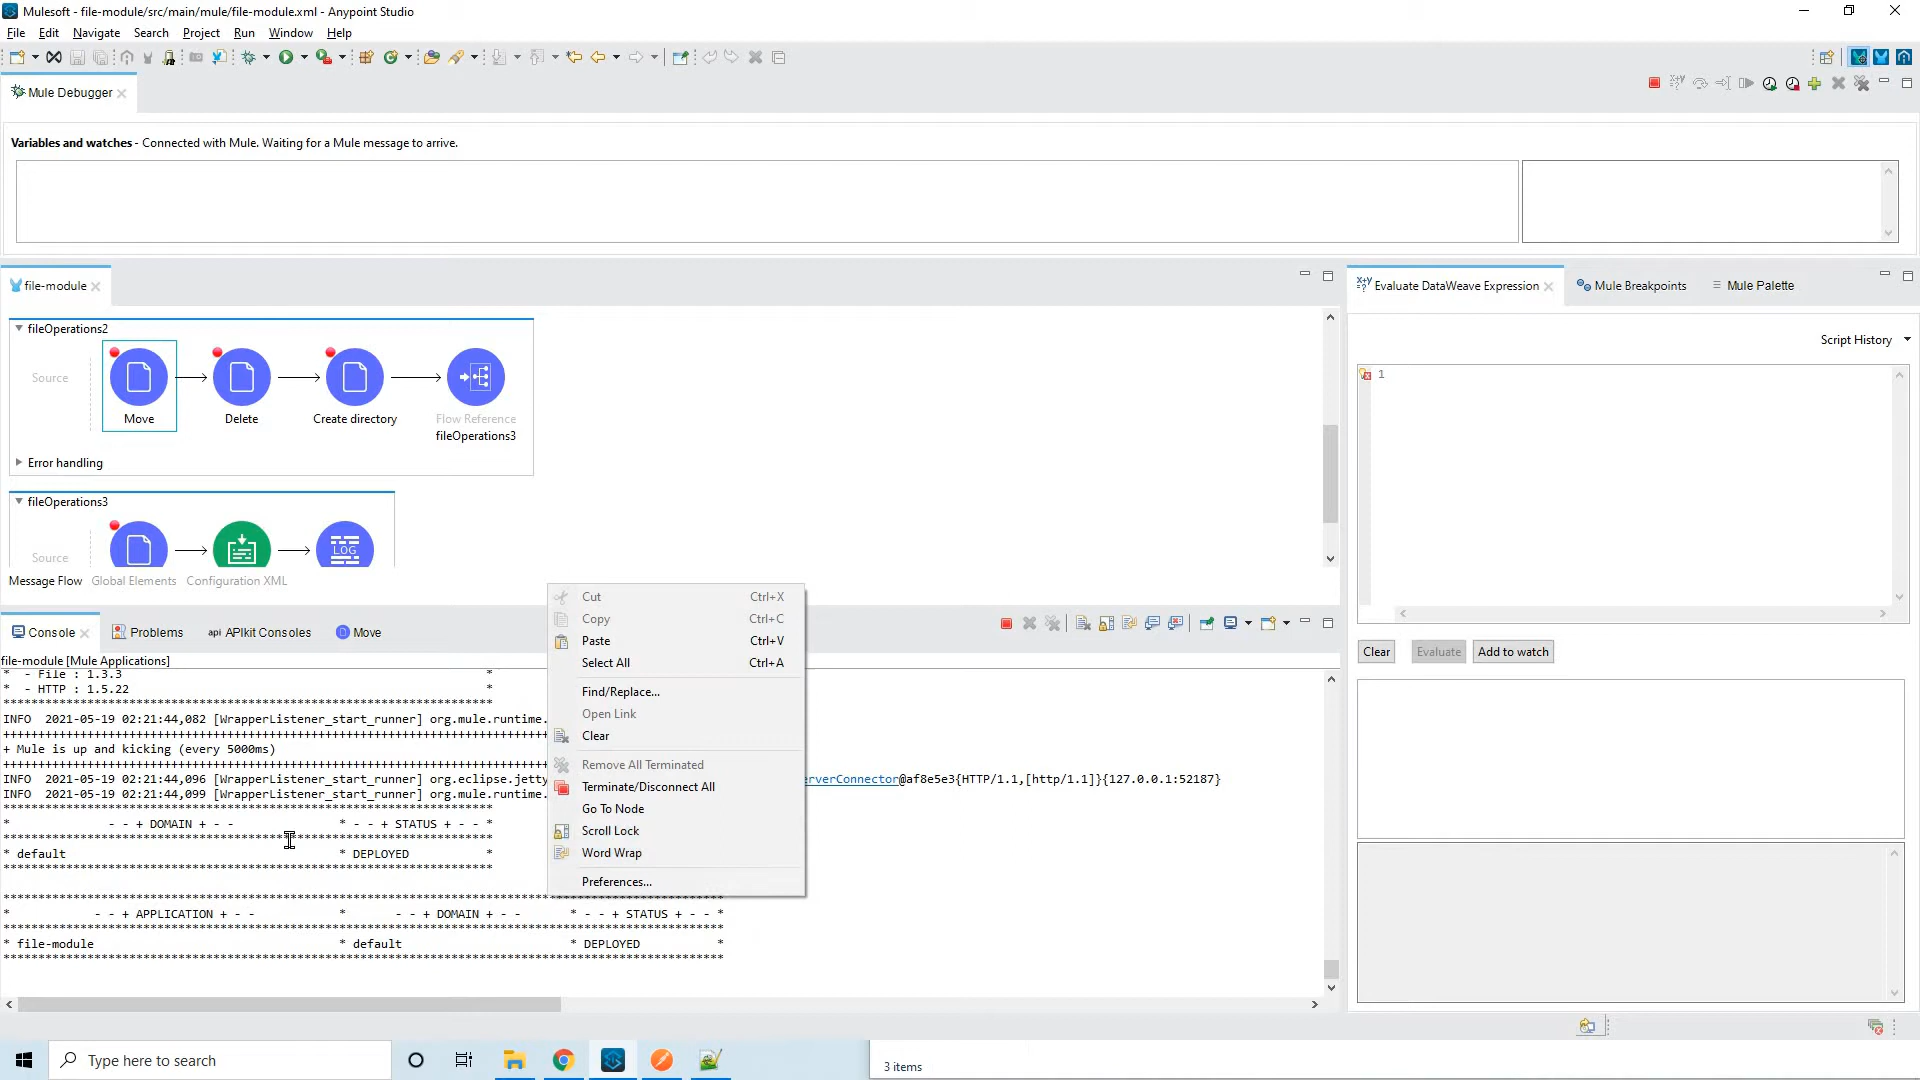 Mulesoft - file-module/src/main/mule/file-module.xml - Anypoint Studio
File Edit Navigate Search Project Run Window Help
Mule Debugger
Variables and watches - Connected with Mule. Waiting for a Mule message to arrive.
file-module
fileOperations2
Source
Move
Delete
Create directory
Flow Reference
fileOperations3
Error handling
fileOperations3
Source
LOG
Message Flow Global Elements Configuration XML
Evaluate DataWeave Expression Mule Breakpoints Mule Palette
Script History
1
Clear Evaluate Add to watch
Console Problems api APIkit Consoles Move
file-module [Mule Applications]
* - File : 1.3.3 *
* - HTTP : 1.5.22 *
**********************************************************************
INFO 2021-05-19 02:21:44,082 [WrapperListener_start_runner] org.mule.runtime.
++++++++++++++++++++++++++++++++++++++++++++++++++++++++++++++++++++++++++++++
+ Mule is up and kicking (every 5000ms)
++++++++++++++++++++++++++++++++++++++++++++++++++++++++++++++++++++++++++++++
INFO 2021-05-19 02:21:44,096 [WrapperListener_start_runner] org.eclipse.jetty erverConnector@af8e5e3{HTTP/1.1,[http/1.1]}{127.0.0.1:52187}
INFO 2021-05-19 02:21:44,099 [WrapperListener_start_runner] org.mule.runtime.
**********************************************************************
* - - + DOMAIN + - - * - - + STATUS + - - *
**********************************************************************
* default * DEPLOYED *
**********************************************************************
*******************************************************************************************************
* - - + APPLICATION + - - * - - + DOMAIN + - - * - - + STATUS + - - *
*******************************************************************************************************
* file-module * default * DEPLOYED *
*******************************************************************************************************
Cut Ctrl+X
Copy Ctrl+C
Paste Ctrl+V
Select All Ctrl+A
Find/Replace...
Open Link
Clear
Remove All Terminated
Terminate/Disconnect All
Go To Node
Scroll Lock
Word Wrap
Preferences...
Type here to search
3 items